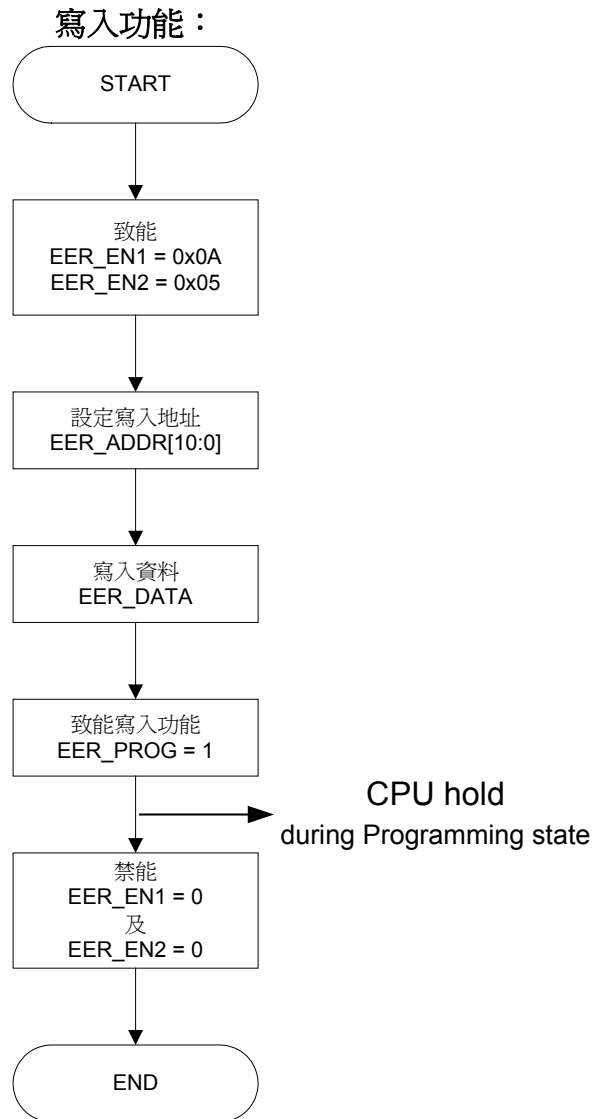 寫入功能：
START
致能
EER_EN1 = 0x0A
EER_EN2 = 0x05
設定寫入地址
EER_ADDR[10:0]
寫入資料
EER_DATA
致能寫入功能
EER_PROG = 1
CPU hold
during Programming state
禁能
EER_EN1 = 0
及
EER_EN2 = 0
END